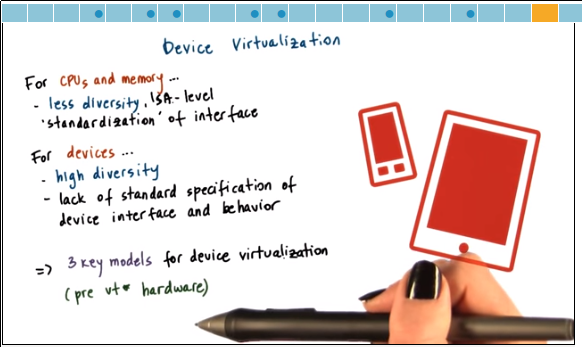 Device Virtualization
For CPUs and memory...
- less diversity, ISA-level
'standardization' of interface
For devices...
- high diversity
- lack of standard specification of
device interface and behavior
=> 3 key models for device virtualization
(pre vt* hardware)